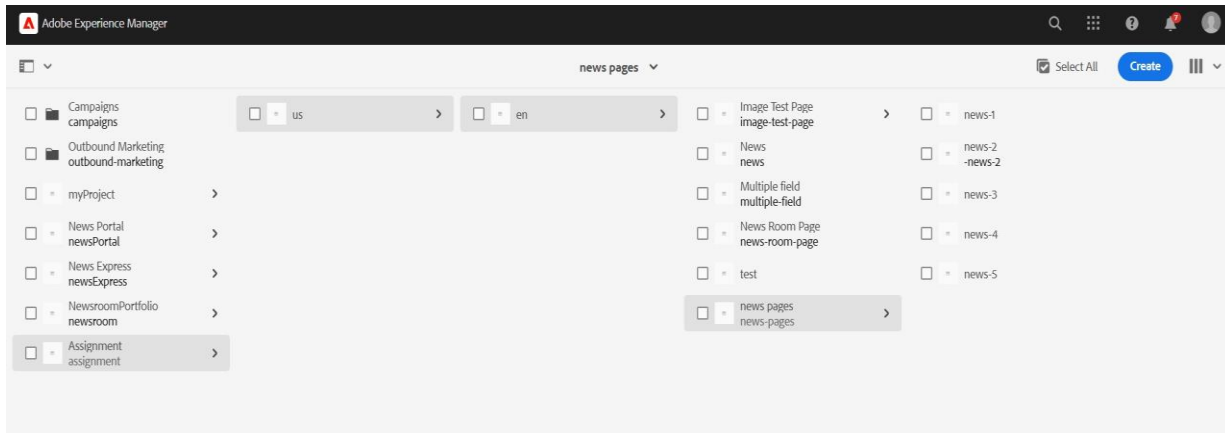 Adobe Experience Manager
7
news pages
Select All
Create
Campaigns
campaigns
Outbound Marketing
outbound-marketing
myProject
News Portal
newsPortal
News Express
newsExpress
NewsroomPortfolio
newsroom
Assignment
assignment
us
en
Image Test Page
image-test-page
News
news
Multiple field
multiple-field
News Room Page
news-room-page
test
news pages
news-pages
news-1
news-2
-news-2
news-3
news-4
news-5